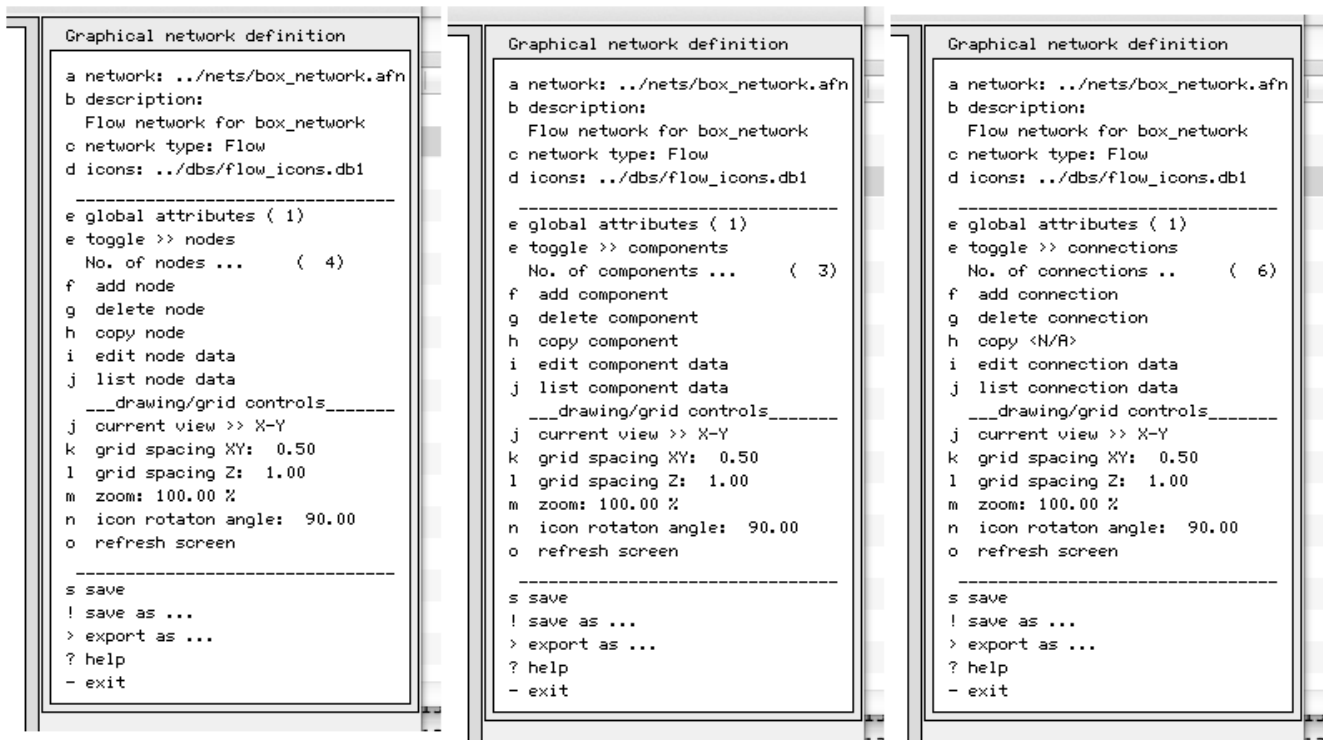 Graphical network definition
a network: ../nets/box_network.afn
b description:
Flow network for box_network
c network type: Flow
d icons: ../dbs/flow_icons.db1
e global attributes ( 1)
e toggle >> nodes
No. of nodes ... ( 4)
f add node
g delete node
h copy node
i edit node data
j list node data
___drawing/grid controls_______
j current view >> X-Y
k grid spacing XY: 0.50
l grid spacing Z: 1.00
m zoom: 100.00 %
n icon rotaton angle: 90.00
o refresh screen
s save
! save as ...
> export as ...
? help
- exit
Graphical network definition
a network: ../nets/box_network.afn
b description:
Flow network for box_network
c network type: Flow
d icons: ../dbs/flow_icons.db1
e global attributes ( 1)
e toggle >> components
No. of components ... ( 3)
f add component
g delete component
h copy component
i edit component data
j list component data
___drawing/grid controls_______
j current view >> X-Y
k grid spacing XY: 0.50
l grid spacing Z: 1.00
m zoom: 100.00 %
n icon rotaton angle: 90.00
o refresh screen
s save
! save as ...
> export as ...
? help
- exit
Graphical network definition
a network: ../nets/box_network.afn
b description:
Flow network for box_network
c network type: Flow
d icons: ../dbs/flow_icons.db1
e global attributes ( 1)
e toggle >> connections
No. of connections .. ( 6)
f add connection
g delete connection
h copy <N/A>
i edit connection data
j list connection data
___drawing/grid controls_______
j current view >> X-Y
k grid spacing XY: 0.50
l grid spacing Z: 1.00
m zoom: 100.00 %
n icon rotaton angle: 90.00
o refresh screen
s save
! save as ...
> export as ...
? help
- exit